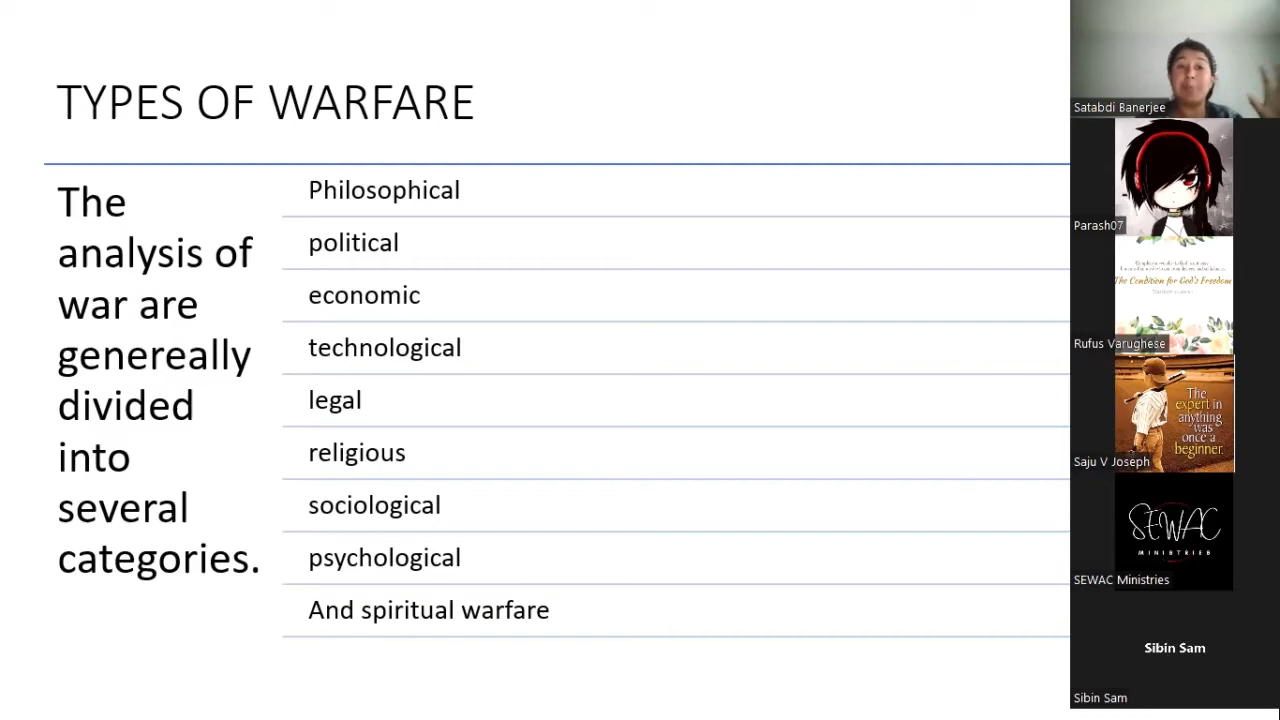 TYPES OF WARFARE
The
analysis of
war are
genereally
divided
into
several
categories.
Philosophical
political
economic
technological
legal
religious
sociological
psychological
And spiritual warfare
Satabdi Banerjee
Parash07
The Condition for God's Freedom
Rufus Varughese
The
expert in
anything
was
once a
beginner.
Saju V Joseph
SEWAC
MINISTRIES
SEWAC Ministries
Sibin Sam
Sibin Sam